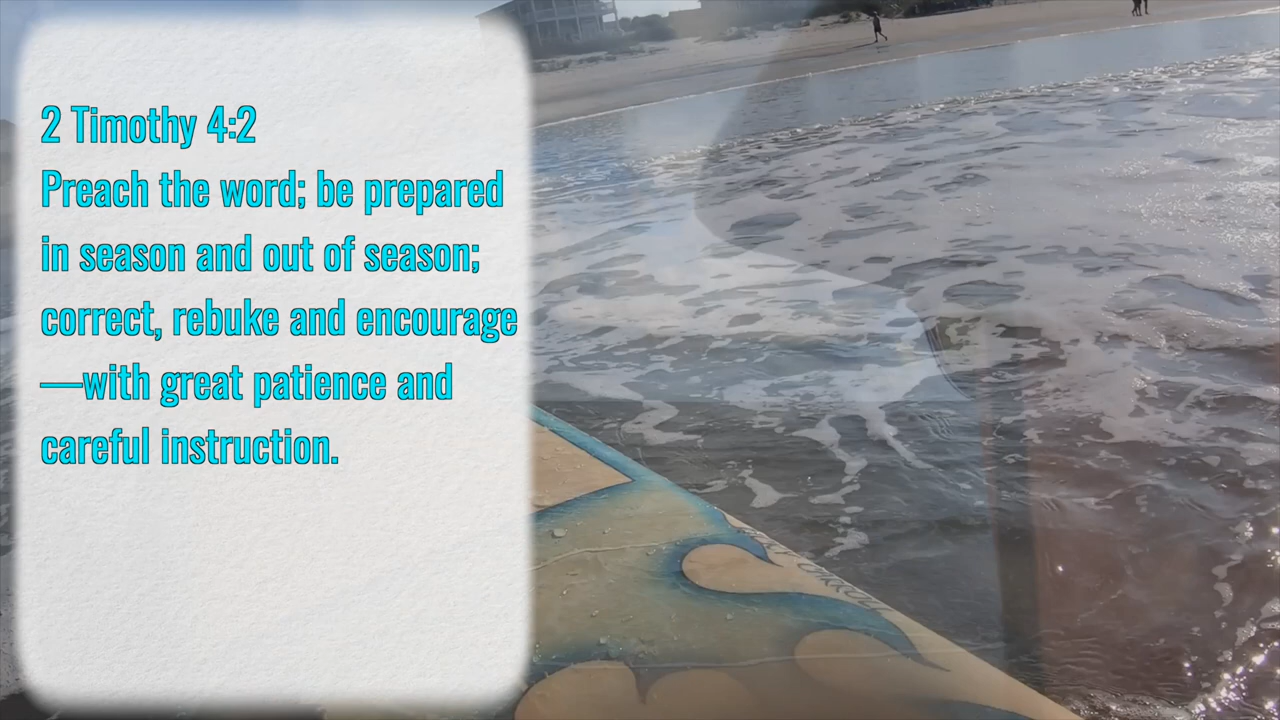 2 Timothy 4:2
Preach the word; be prepared
in season and out of season;
correct, rebuke and encourage
—with great patience and
careful instruction.